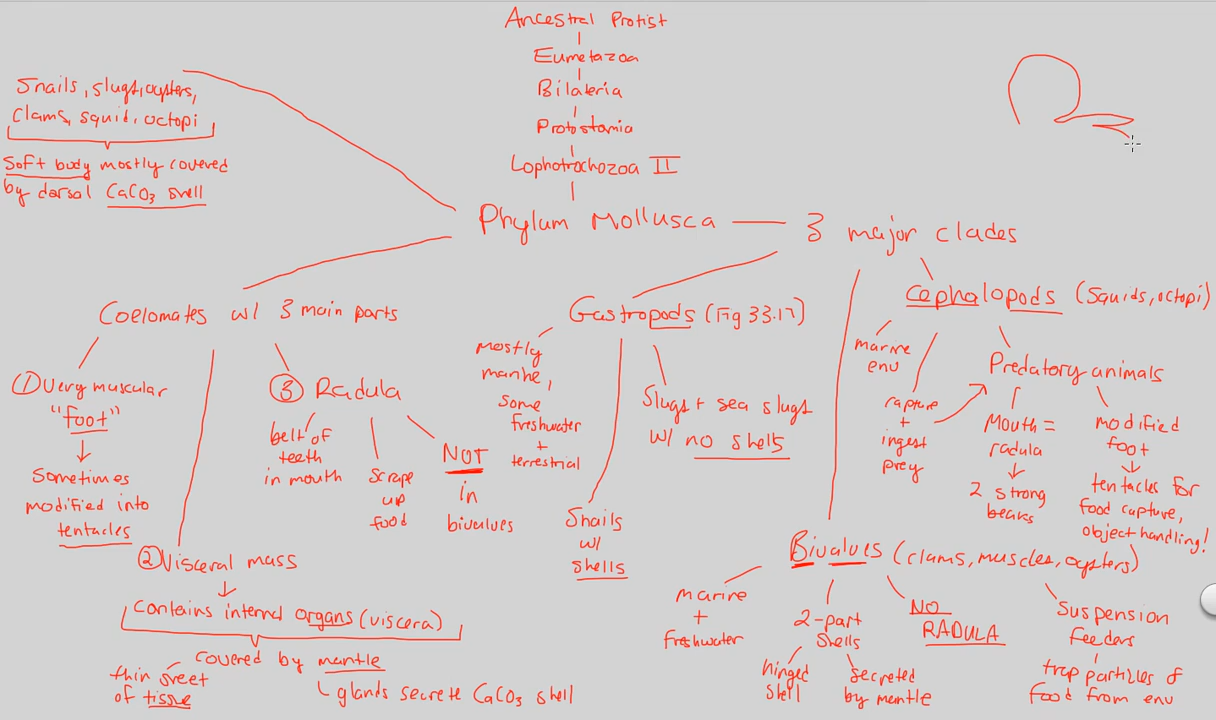 Ancestral Protist
Eumetazoa
Bilateria
Protostomia
Lophotrochozoa II
Phylum Mollusca
Snails, slugs, oysters,
clams, squid, octopi
Soft body mostly covered
by dorsal CaCO3 shell
3 major clades
Coelomates w/ 3 main parts
① Very muscular
"foot"
Sometimes
modified into
tentacles
② Visceral mass
Contains internal organs (viscera)
covered by mantle
thin sheet
of tissue
glands secrete CaCO3 shell
③ Radula
belt of
teeth
in mouth
Scrape
up
food
NOT
in
bivalves
Gastropods (Fig 33.17)
mostly
marine,
some
freshwater
+
terrestrial
Snails
w/
shells
Slugs + sea slugs
w/ no shells
Cephalopods (squids, octopi)
marine
env
capture
+
ingest
prey
Predatory animals
Mouth =
radula
2 strong
beaks
modified
foot
tentacles for
food capture,
object handling!
Bivalves (clams, muscles, oysters)
marine
+
freshwater
2-part
shells
hinged
shell
secreted
by mantle
NO
RADULA
Suspension
feeders
trap particles of
food from env